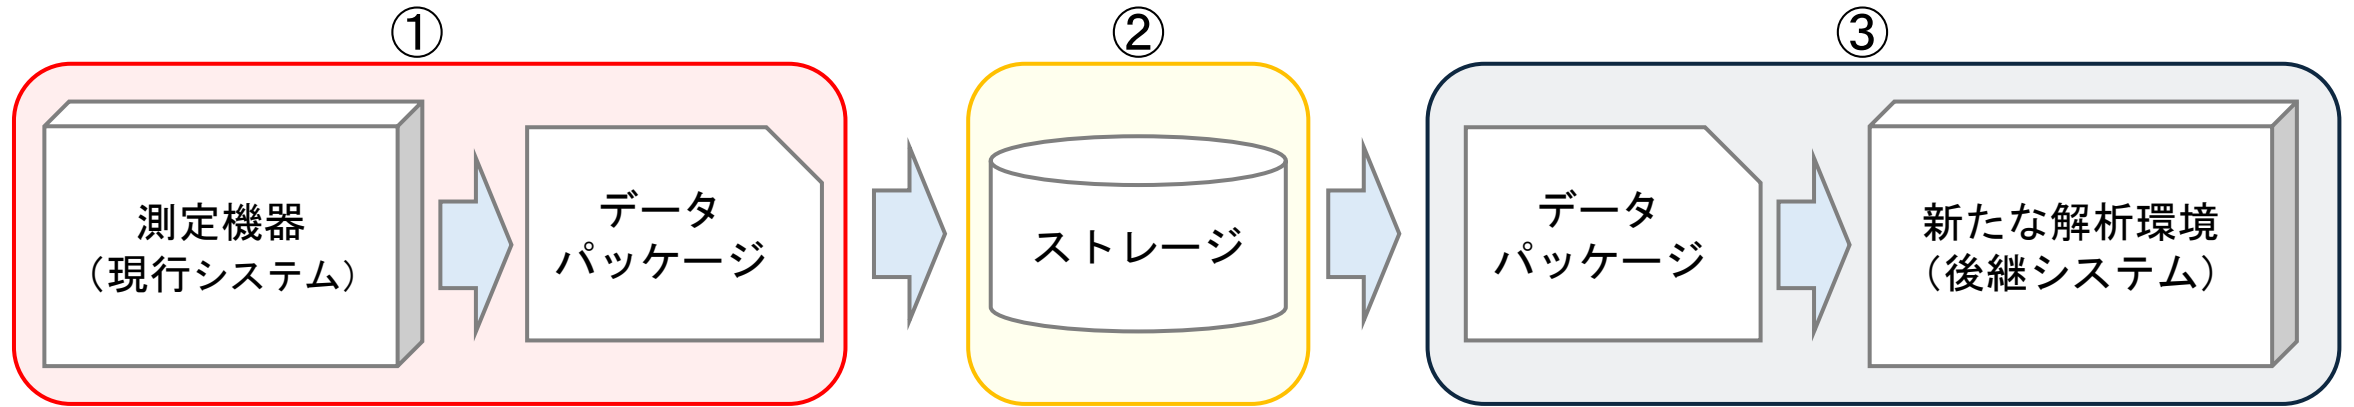 ①
測定機器
（現行システム）
データ
パッケージ
②
ストレージ
③
データ
パッケージ
新たな解析環境
（後継システム）